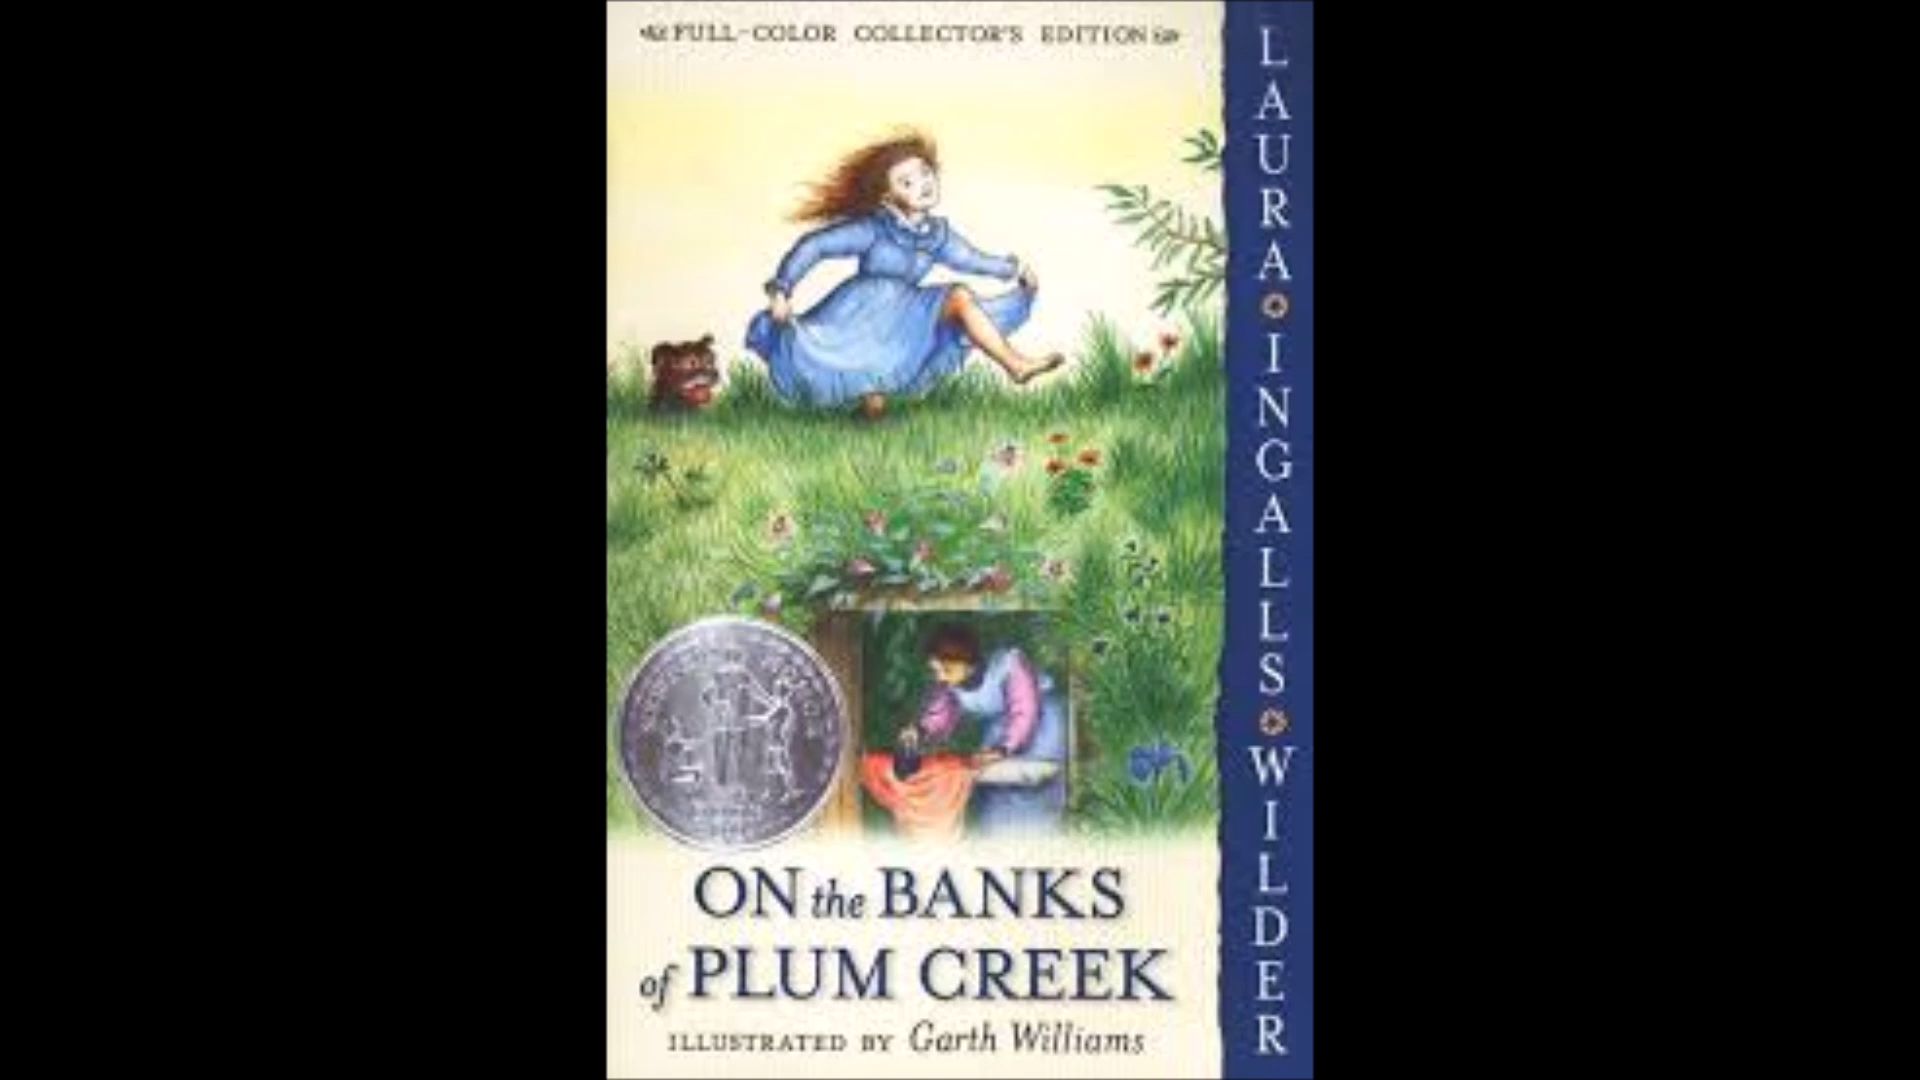 FULL-COLOR COLLECTOR'S EDITION
LAURA INGALLS WILDER
ON the BANKS
of PLUM CREEK
ILLUSTRATED BY Garth Williams